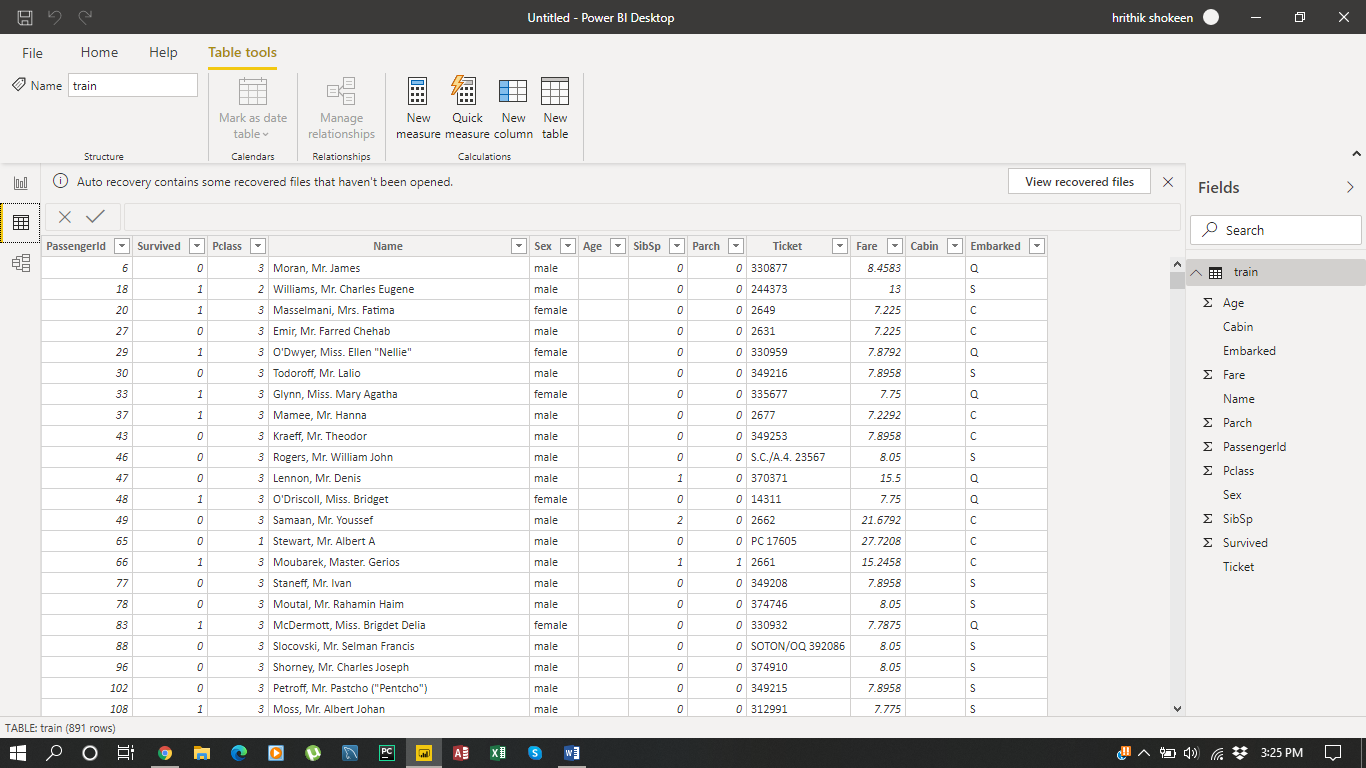 Untitled - Power BI Desktop
hrithik shokeen
File Home Help Table tools
Name train
Mark as date table
Manage relationships
New measure
Quick measure
New column
New table
Structure Calendars Relationships Calculations
Auto recovery contains some recovered files that haven't been opened.
View recovered files
Fields
Search
PassengerId Survived Pclass Name Sex Age SibSp Parch Ticket Fare Cabin Embarked
6 0 3 Moran, Mr. James male 0 0 330877 8.4583 Q
18 1 2 Williams, Mr. Charles Eugene male 0 0 244373 13 S
20 1 3 Masselmani, Mrs. Fatima female 0 0 2649 7.225 C
27 0 3 Emir, Mr. Farred Chehab male 0 0 2631 7.225 C
29 1 3 O'Dwyer, Miss. Ellen "Nellie" female 0 0 330959 7.8792 Q
30 0 3 Todoroff, Mr. Lalio male 0 0 349216 7.8958 S
33 1 3 Glynn, Miss. Mary Agatha female 0 0 335677 7.75 Q
37 1 3 Mamee, Mr. Hanna male 0 0 2677 7.2292 C
43 0 3 Kraeff, Mr. Theodor male 0 0 349253 7.8958 C
46 0 3 Rogers, Mr. William John male 0 0 S.C./A.4. 23567 8.05 S
47 0 3 Lennon, Mr. Denis male 1 0 370371 15.5 Q
48 1 3 O'Driscoll, Miss. Bridget female 0 0 14311 7.75 Q
49 0 3 Samaan, Mr. Youssef male 2 0 2662 21.6792 C
65 0 1 Stewart, Mr. Albert A male 0 0 PC 17605 27.7208 C
66 1 3 Moubarek, Master. Gerios male 1 1 2661 15.2458 C
77 0 3 Staneff, Mr. Ivan male 0 0 349208 7.8958 S
78 0 3 Moutal, Mr. Rahamin Haim male 0 0 374746 8.05 S
83 1 3 McDermott, Miss. Brigdet Delia female 0 0 330932 7.7875 Q
88 0 3 Slocovski, Mr. Selman Francis male 0 0 SOTON/OQ 392086 8.05 S
96 0 3 Shorney, Mr. Charles Joseph male 0 0 374910 8.05 S
102 0 3 Petroff, Mr. Pastcho ("Pentcho") male 0 0 349215 7.8958 S
108 1 3 Moss, Mr. Albert Johan male 0 0 312991 7.775 S
train
Σ Age
Cabin
Embarked
Σ Fare
Name
Σ Parch
Σ PassengerId
Σ Pclass
Sex
Σ SibSp
Σ Survived
Ticket
TABLE: train (891 rows)
3:25 PM